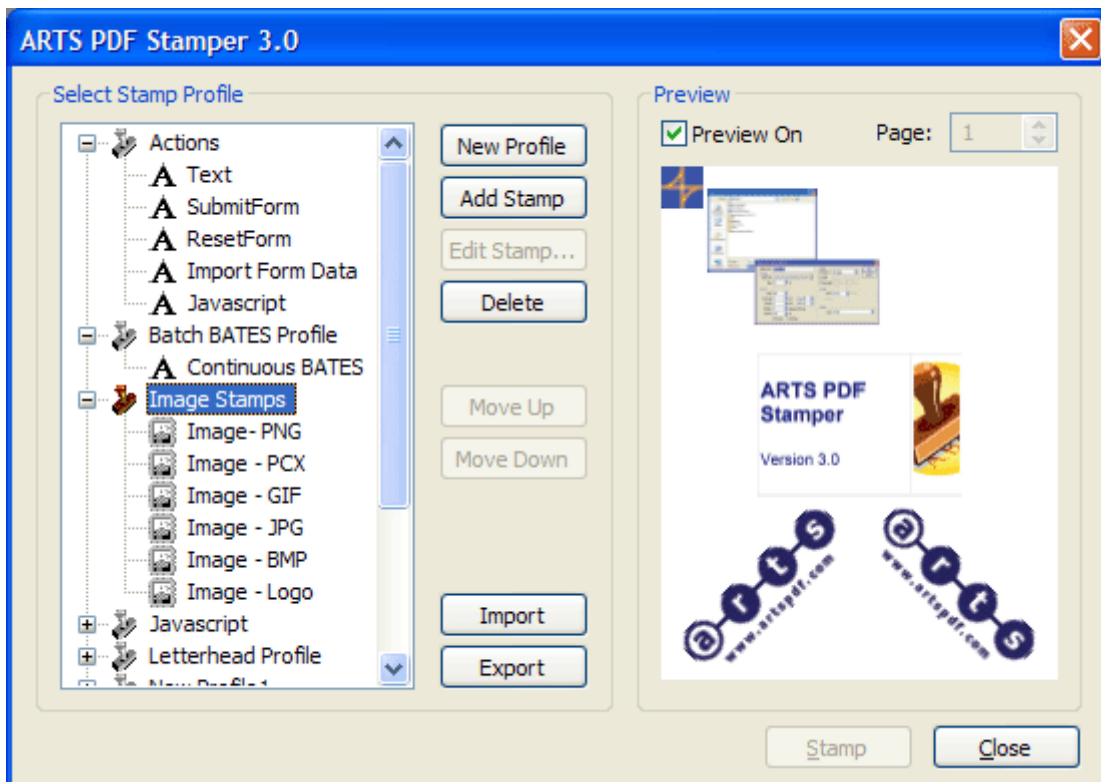 ARTS PDF Stamper 3.0
Select Stamp Profile
Actions
Text
SubmitForm
ResetForm
Import Form Data
Javascript
Batch BATES Profile
Continuous BATES
Image Stamps
Image- PNG
Image - PCX
Image - GIF
Image - JPG
Image - BMP
Image - Logo
Javascript
Letterhead Profile
New Profile1
New Profile
Add Stamp
Edit Stamp...
Delete
Move Up
Move Down
Import
Export
Preview
Preview On
Page: 1
ARTS PDF
Stamper
Version 3.0
arts
www.artspdf.com
arts
www.artspdf.com
Stamp
Close